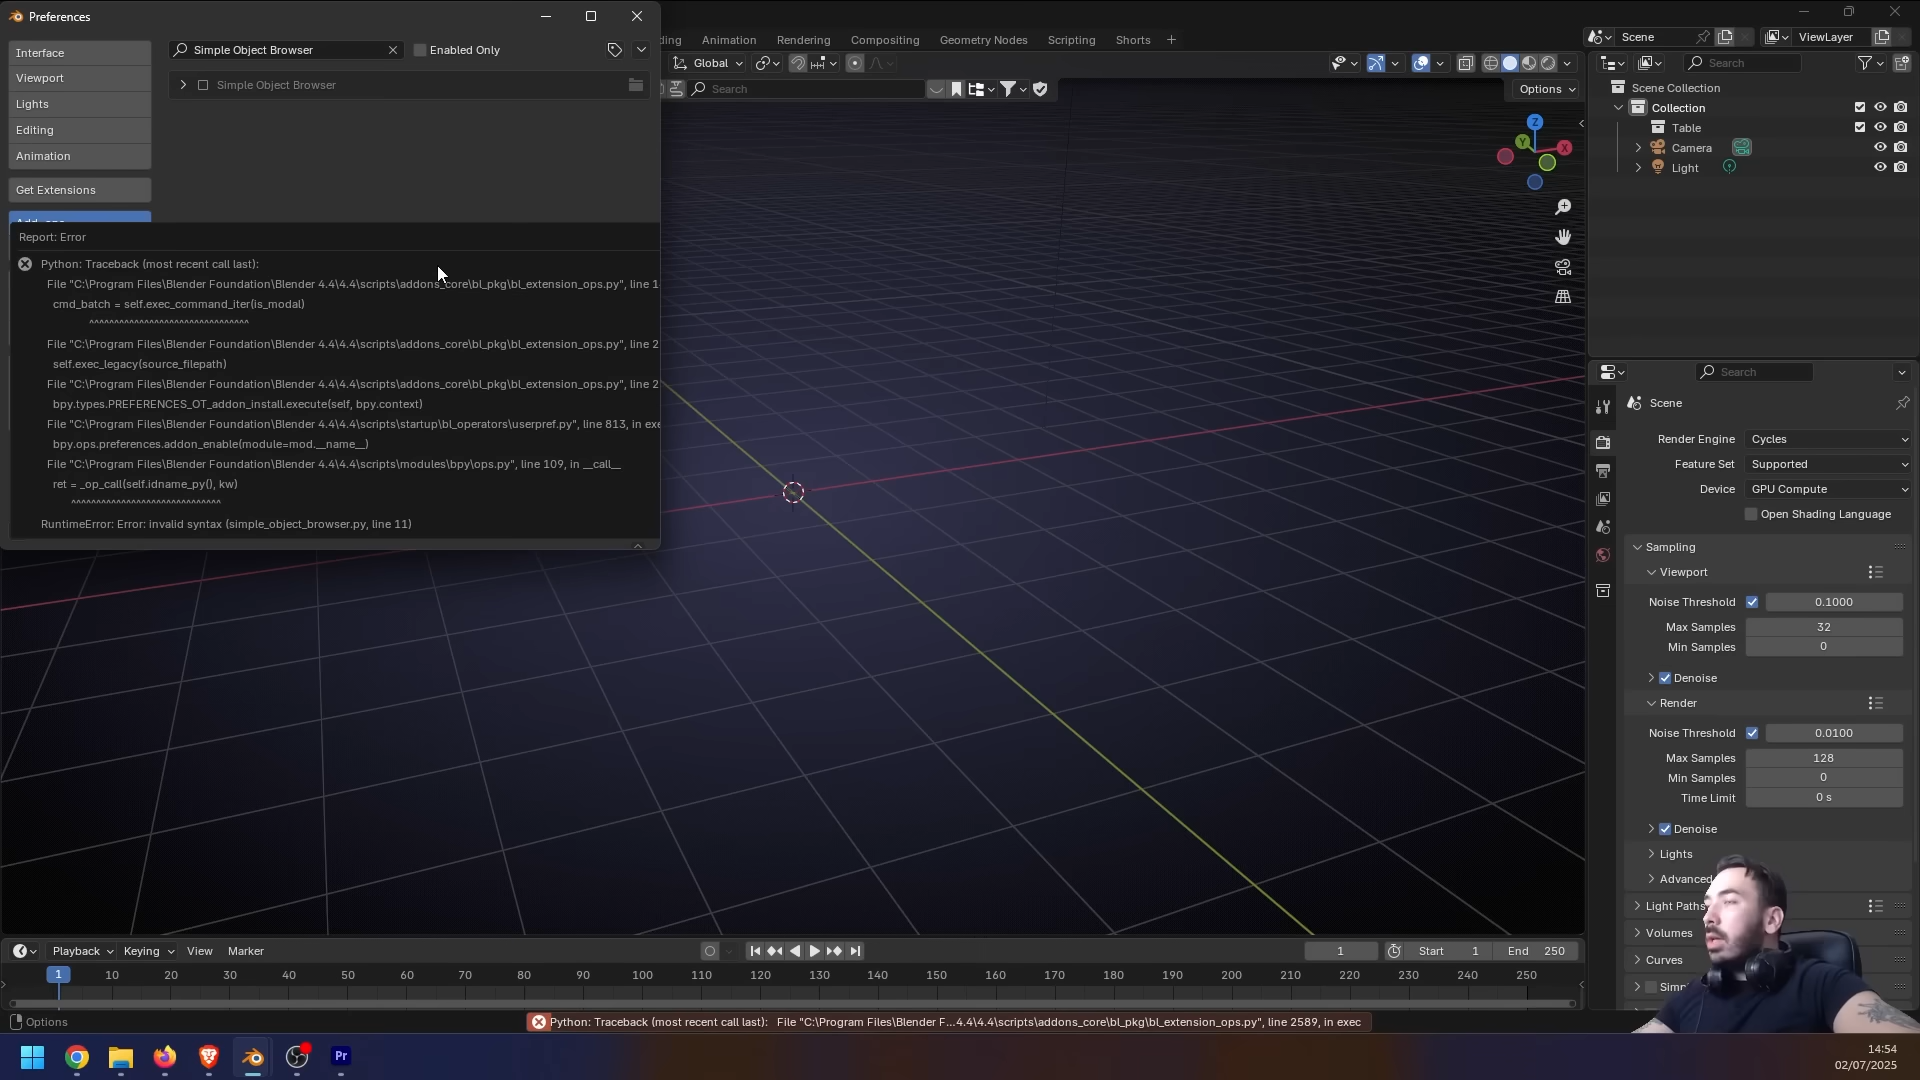 Preferences
Interface
Viewport
Lights
Editing
Animation
Get Extensions
Simple Object Browser
Enabled Only
Simple Object Browser
Report: Error
Python: Traceback (most recent call last):
File "C:\Program Files\Blender Foundation\Blender 4.4\4.4\scripts\addons_core\bl_pkg\bl_extension_ops.py", line 1
cmd_batch = self.exec_command_iter(is_modal)
^^^^^^^^^^^^^^^^^^^^^^^^^^^^^^^^
File "C:\Program Files\Blender Foundation\Blender 4.4\4.4\scripts\addons_core\bl_pkg\bl_extension_ops.py", line 2
self.exec_legacy(source_filepath)
File "C:\Program Files\Blender Foundation\Blender 4.4\4.4\scripts\addons_core\bl_pkg\bl_extension_ops.py", line 2
bpy.types.PREFERENCES_OT_addon_install.execute(self, bpy.context)
File "C:\Program Files\Blender Foundation\Blender 4.4\4.4\scripts\startup\bl_operators\userpref.py", line 813, in exe
bpy.ops.preferences.addon_enable(module=mod.__name__)
File "C:\Program Files\Blender Foundation\Blender 4.4\4.4\scripts\modules\bpy\ops.py", line 109, in __call__
ret = _op_call(self.idname_py(), kw)
^^^^^^^^^^^^^^^^^^^^^^^^^^^^^^
RuntimeError: Error: invalid syntax (simple_object_browser.py, line 11)
ding Animation Rendering Compositing Geometry Nodes Scripting Shorts +
Scene
ViewLayer
Global
Search
Options
Z
Y
X
Search
Scene Collection
Collection
Table
Camera
Light
Search
Scene
Render Engine Cycles
Feature Set Supported
Device GPU Compute
Open Shading Language
Sampling
Viewport
Noise Threshold 0.1000
Max Samples 32
Min Samples 0
Denoise
Render
Noise Threshold 0.0100
Max Samples 128
Min Samples 0
Time Limit 0 s
Denoise
Lights
Advanced
Light Paths
Volumes
Curves
Simpl
Playback Keying View Marker
1 Start 1 End 250
1 10 20 30 40 50 60 70 80 90 100 110 120 130 140 150 160 170 180 190 200 210 220 230 240 250
Options
Python: Traceback (most recent call last): File "C:\Program Files\Blender F...4.4\4.4\scripts\addons_core\bl_pkg\bl_extension_ops.py", line 2589, in exec
Pr
14:54
02/07/2025